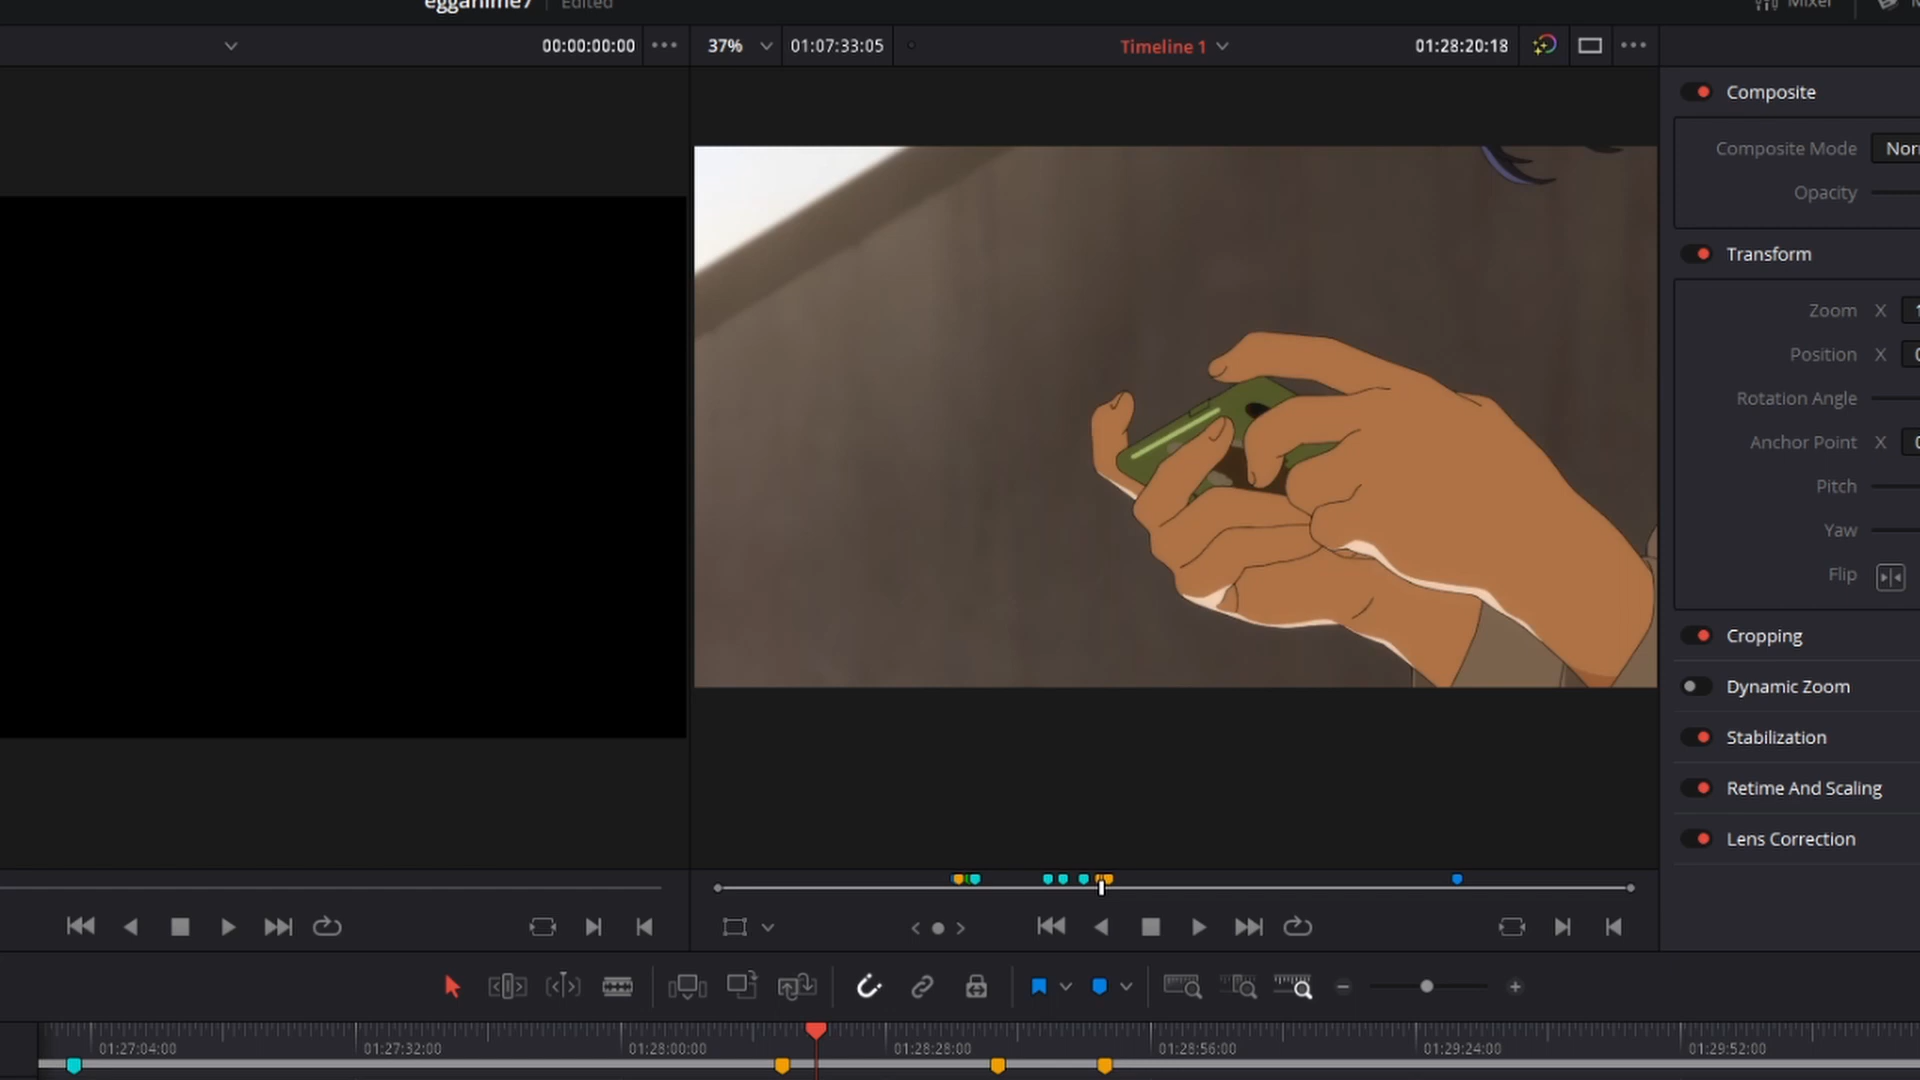 egganime7 Edited Mixer
00:00:00:00 37% 01:07:33:05 Timeline 1 01:28:20:18
Composite
Composite Mode
Opacity
Transform
Zoom X
Position X
Rotation Angle
Anchor Point X
Pitch
Yaw
Flip
Cropping
Dynamic Zoom
Stabilization
Retime And Scaling
Lens Correction
01:27:04:00 01:27:32:00 01:28:00:00 01:28:28:00 01:28:56:00 01:29:24:00 01:29:52:00